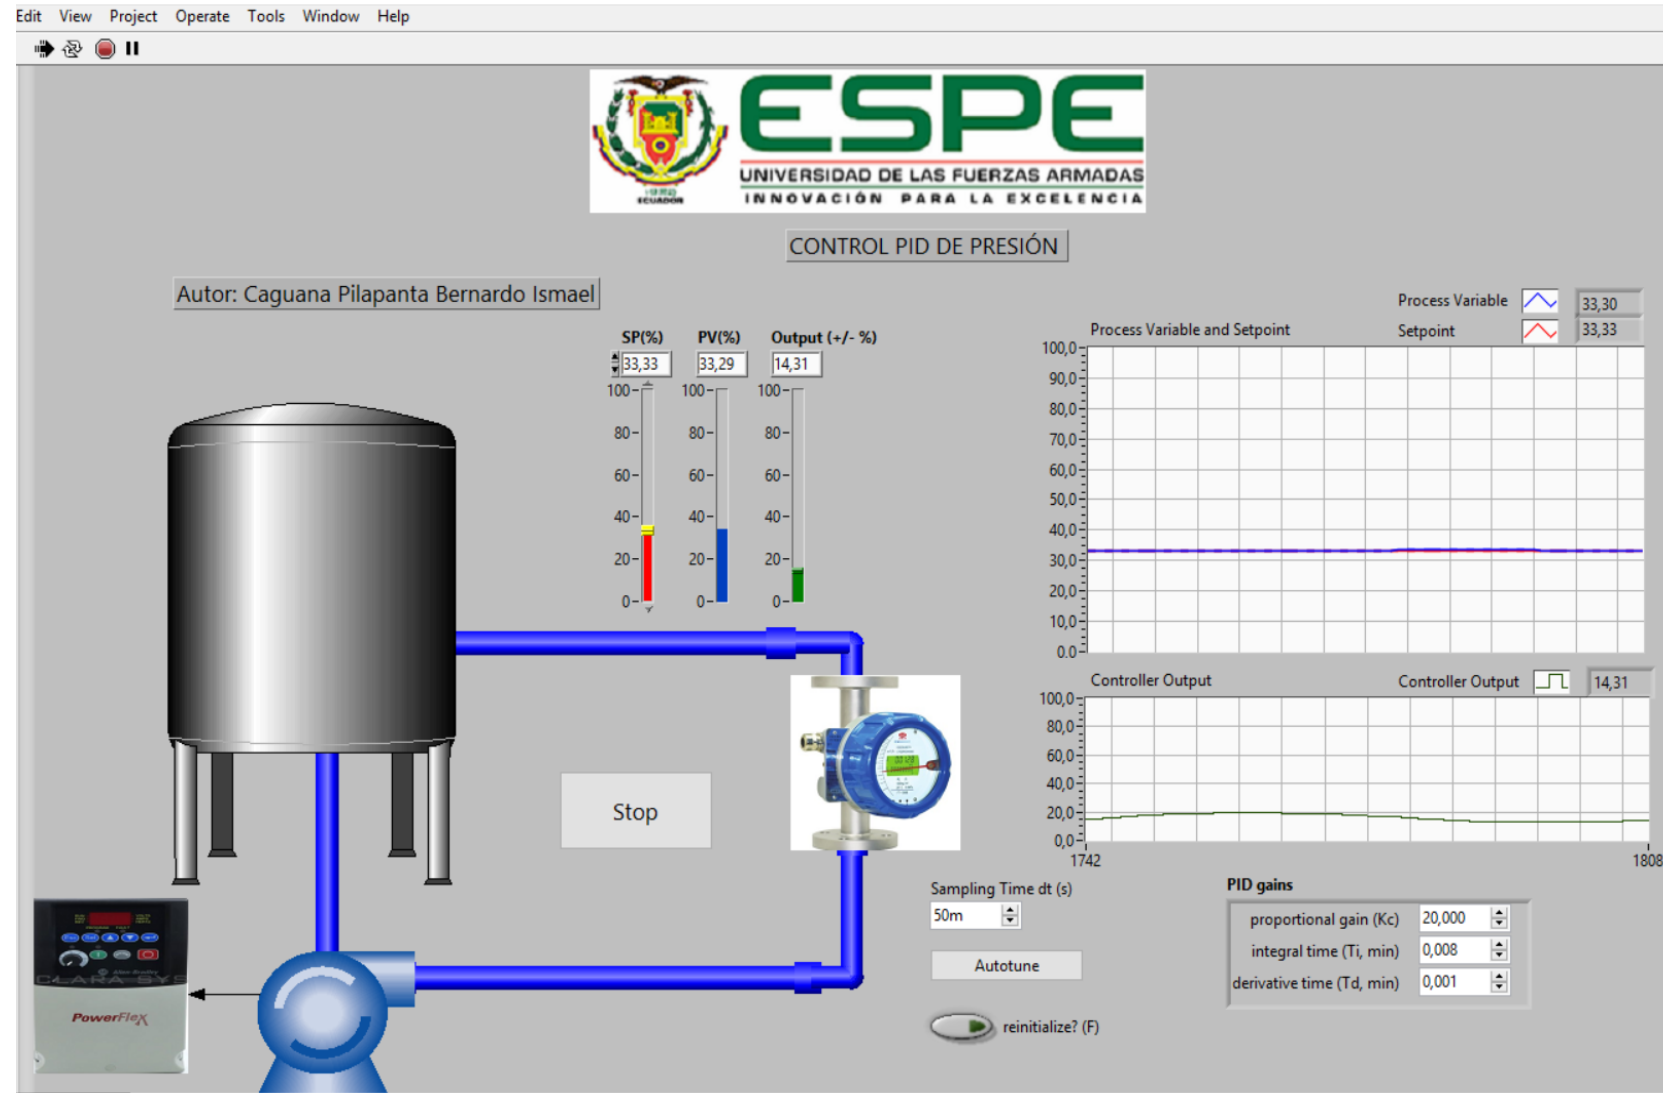 Edit View Project Operate Tools Window Help
ESPE
UNIVERSIDAD DE LAS FUERZAS ARMADAS
INNOVACIÓN PARA LA EXCELENCIA
ECUADOR
CONTROL PID DE PRESIÓN
Autor: Caguana Pilapanta Bernardo Ismael
SP(%) PV(%) Output (+/- %)
33,33 33,29 14,31
100 100 100
80 80 80
60 60 60
40 40 40
20 20 20
0 0 0
Process Variable 33,30
Process Variable and Setpoint Setpoint 33,33
100,0
90,0
80,0
70,0
60,0
50,0
40,0
30,0
20,0
10,0
0.0
Controller Output Controller Output 14,31
100,0
80,0
60,0
40,0
20,0
0,0
1742 1808
Stop
Sampling Time dt (s)
50m
Autotune
reinitialize? (F)
PID gains
proportional gain (Kc) 20,000
integral time (Ti, min) 0,008
derivative time (Td, min) 0,001
Allen-Bradley
CLARA SYS
PowerFlex